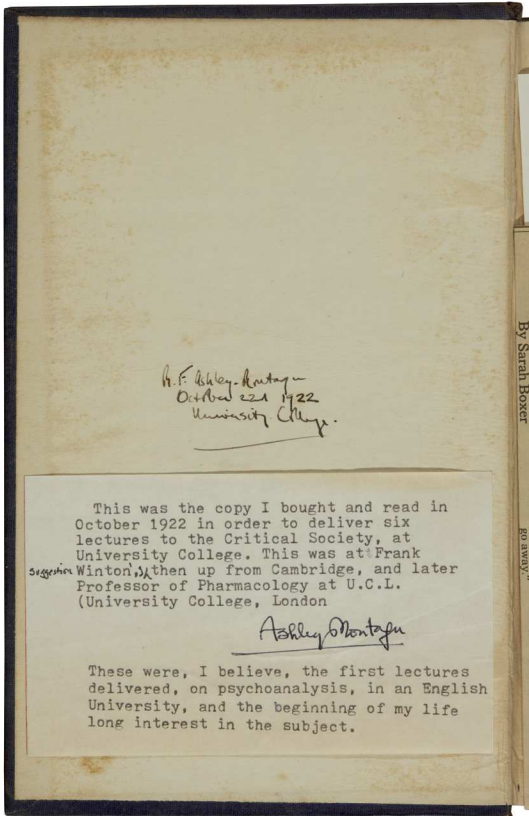 M. F. Ashley-Montagu
October 22d 1922
University College.
This was the copy I bought and read in
October 1922 in order to deliver six
lectures to the Critical Society, at
University College. This was at Frank
suggestion Winton's, then up from Cambridge, and later
Professor of Pharmacology at U.C.L.
(University College, London
Ashley Montagu
These were, I believe, the first lectures
delivered, on psychoanalysis, in an English
University, and the beginning of my life
long interest in the subject.
By Sarah Boxer
go away."